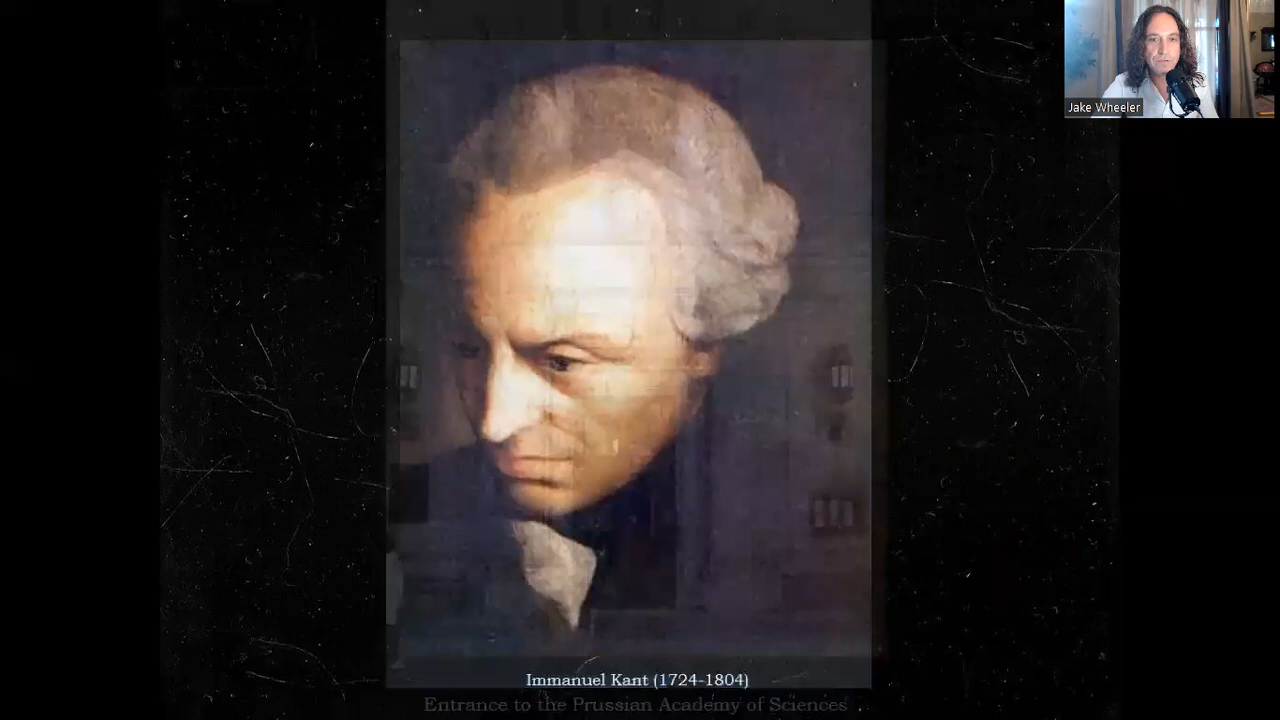 Jake Wheeler
Immanuel Kant (1724-1804)
Entrance to the Prussian Academy of Sciences